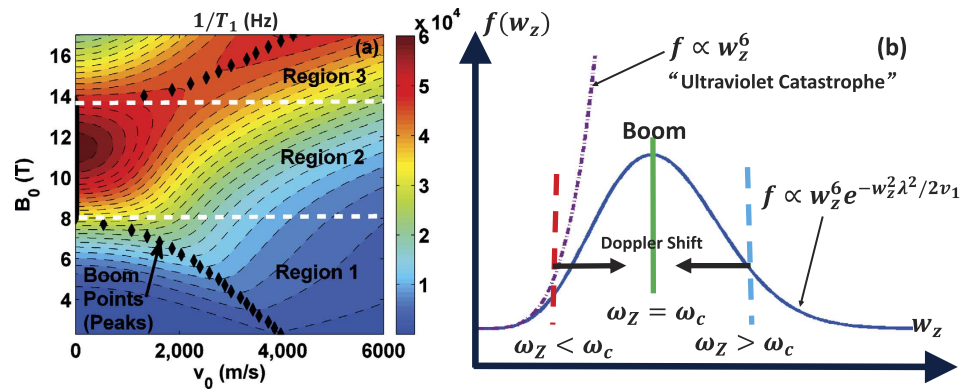 1/T₁ (Hz)
x 10⁴
(a)
16
14
12
10
8
6
4
B₀ (T)
Region 3
Region 2
Region 1
Boom
Points
(Peaks)
0
2,000
4,000
6000
v₀ (m/s)
6
5
4
3
2
1
0
f(w_z)
(b)
f ∝ w_z⁶
“Ultraviolet Catastrophe”
Boom
f ∝ w_z⁶e^{-w_z²λ²/2v₁}
Doppler Shift
ω_Z = ω_c
w_z
ω_Z < ω_c
ω_Z > ω_c